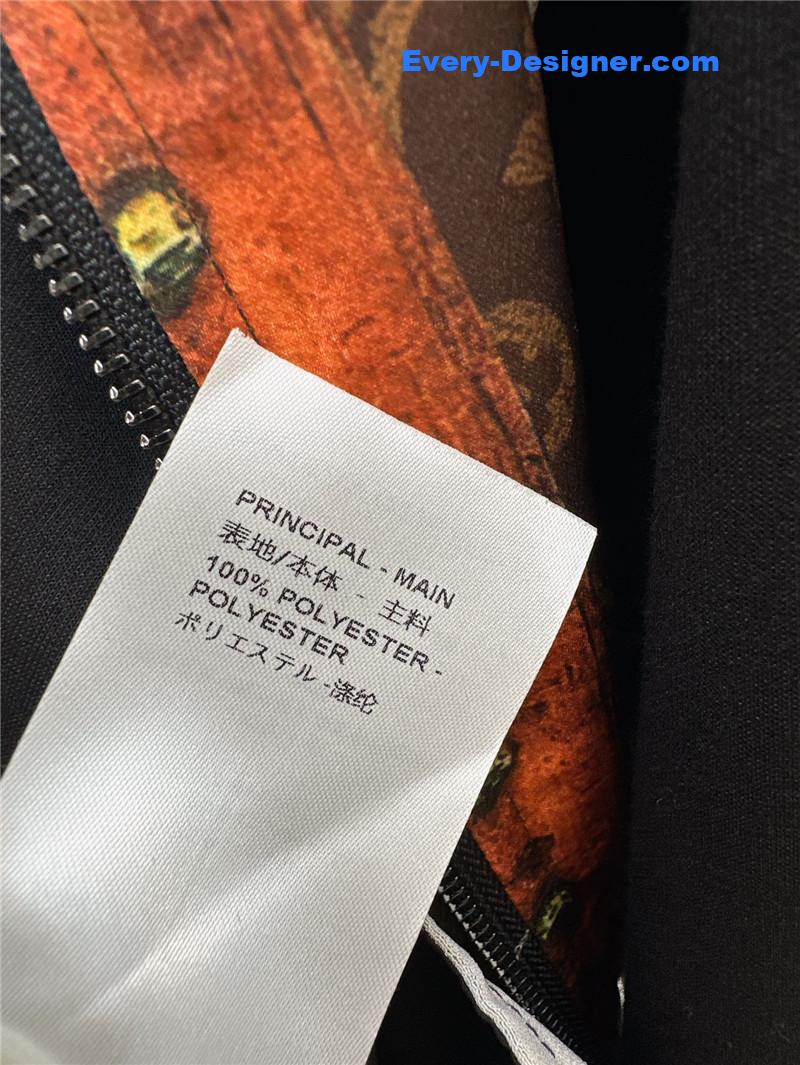 Every-Designer.com
PRINCIPAL - MAIN
表地/本体 - 主料
100% POLYESTER -
POLYESTER
ポリエステル -涤纶